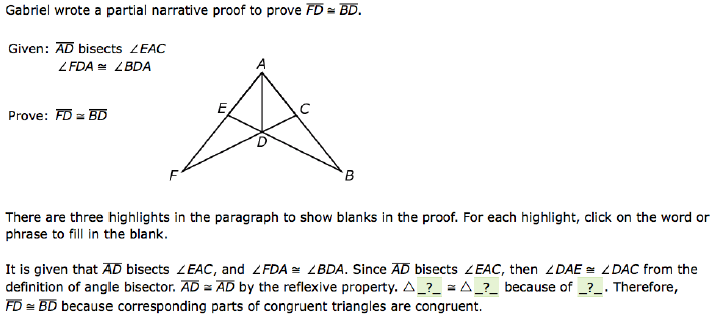 Gabriel wrote a partial narrative proof to prove FD ≅ BD.
Given: AD bisects ∠EAC
∠FDA ≅ ∠BDA
A
Prove: FD ≅ BD
E
C
D
F
B
There are three highlights in the paragraph to show blanks in the proof. For each highlight, click on the word or
phrase to fill in the blank.
It is given that AD bisects ∠EAC, and ∠FDA ≅ ∠BDA. Since AD bisects ∠EAC, then ∠DAE ≅ ∠DAC from the
definition of angle bisector. AD ≅ AD by the reflexive property. △ _?_ ≅ △ _?_ because of _?_. Therefore,
FD ≅ BD because corresponding parts of congruent triangles are congruent.